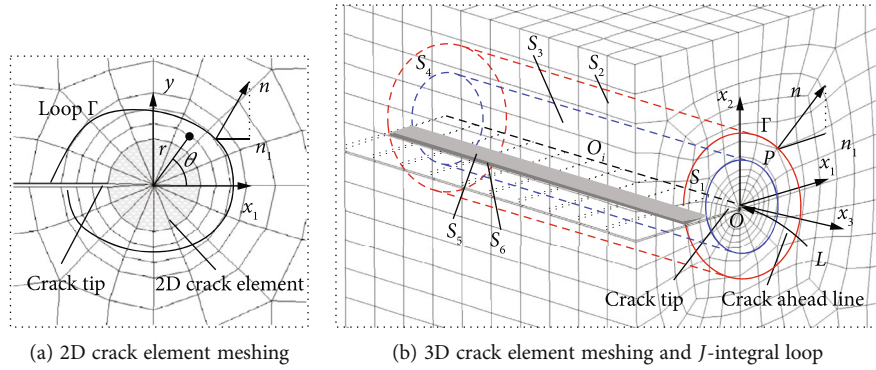 y
n
Loop Γ
r
θ
n₁
x₁
Crack tip
2D crack element
(a) 2D crack element meshing
S₃
S₂
S₄
x₂
n
Γ
P
O_i
S₁
x₁
n₁
O
x₃
S₅
S₆
L
Crack tip
Crack ahead line
(b) 3D crack element meshing and J-integral loop